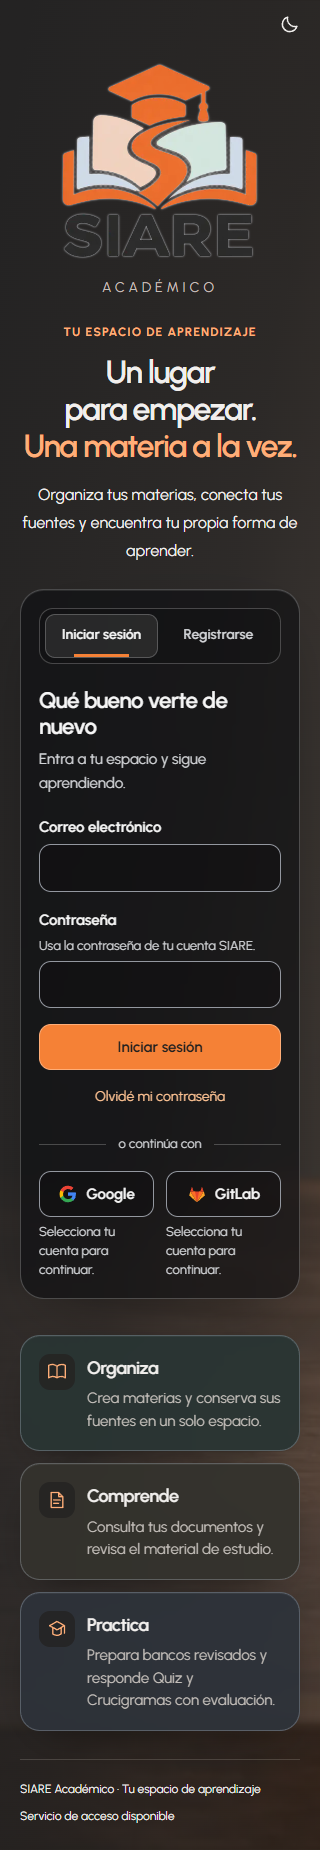 SIARE
ACADÉMICO
TU ESPACIO DE APRENDIZAJE
Un lugar
para empezar.
Una materia a la vez.
Organiza tus materias, conecta tus
fuentes y encuentra tu propia forma de
aprender.
Iniciar sesión
Registrarse
Qué bueno verte de
nuevo
Entra a tu espacio y sigue
aprendiendo.
Correo electrónico
Contraseña
Usa la contraseña de tu cuenta SIARE.
Iniciar sesión
Olvidé mi contraseña
o continúa con
Google
GitLab
Selecciona tu
cuenta para
continuar.
Selecciona tu
cuenta para
continuar.
Organiza
Crea materias y conserva sus
fuentes en un solo espacio.
Comprende
Consulta tus documentos y
revisa el material de estudio.
Practica
Prepara bancos revisados y
responde Quiz y
Crucigramas con evaluación.
SIARE Académico · Tu espacio de aprendizaje
Servicio de acceso disponible